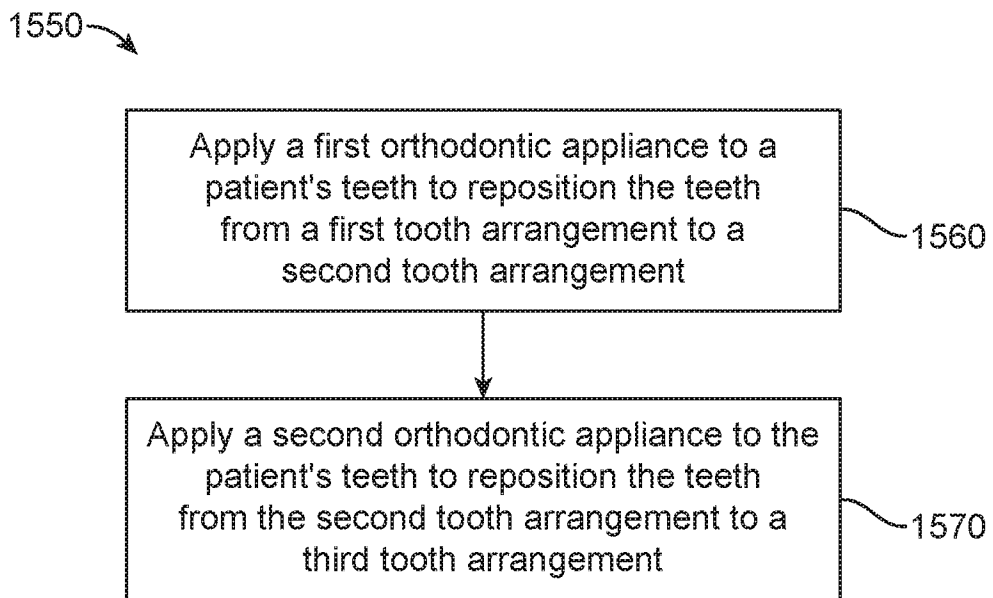 1550
Apply a first orthodontic appliance to a
patient's teeth to reposition the teeth
from a first tooth arrangement to a
second tooth arrangement
1560
Apply a second orthodontic appliance to the
patient's teeth to reposition the teeth
from the second tooth arrangement to a
third tooth arrangement
1570